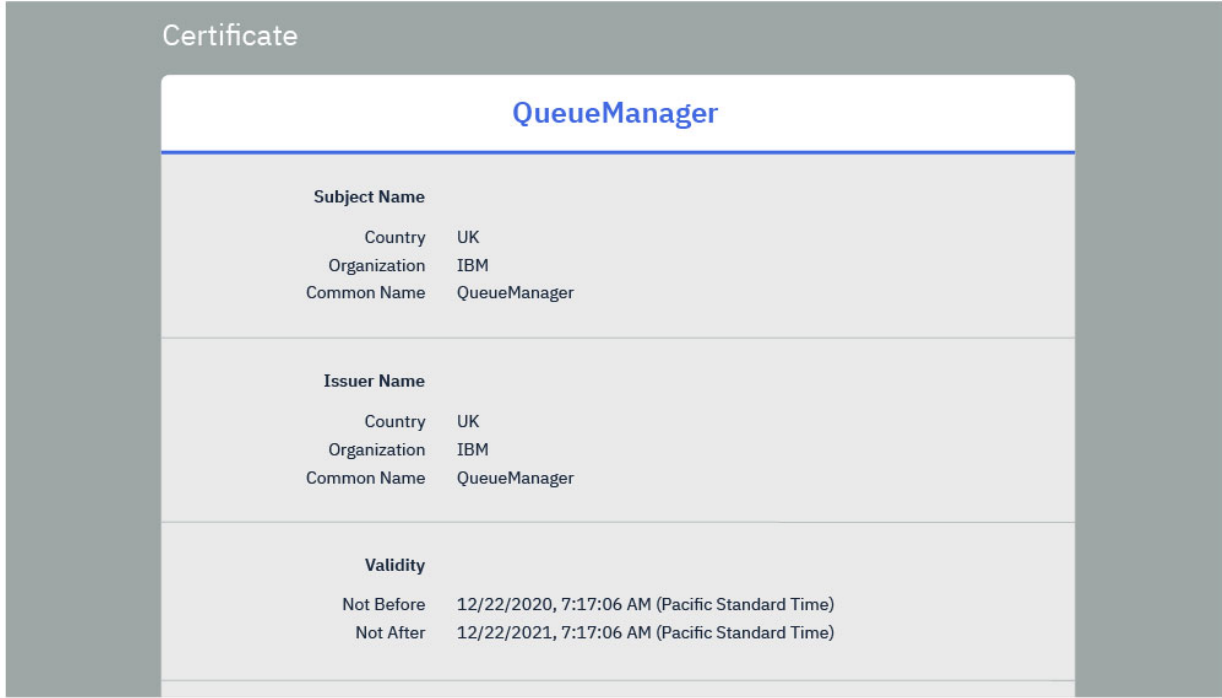 Certificate
QueueManager
Subject Name
Country UK
Organization IBM
Common Name QueueManager
Issuer Name
Country UK
Organization IBM
Common Name QueueManager
Validity
Not Before 12/22/2020, 7:17:06 AM (Pacific Standard Time)
Not After 12/22/2021, 7:17:06 AM (Pacific Standard Time)